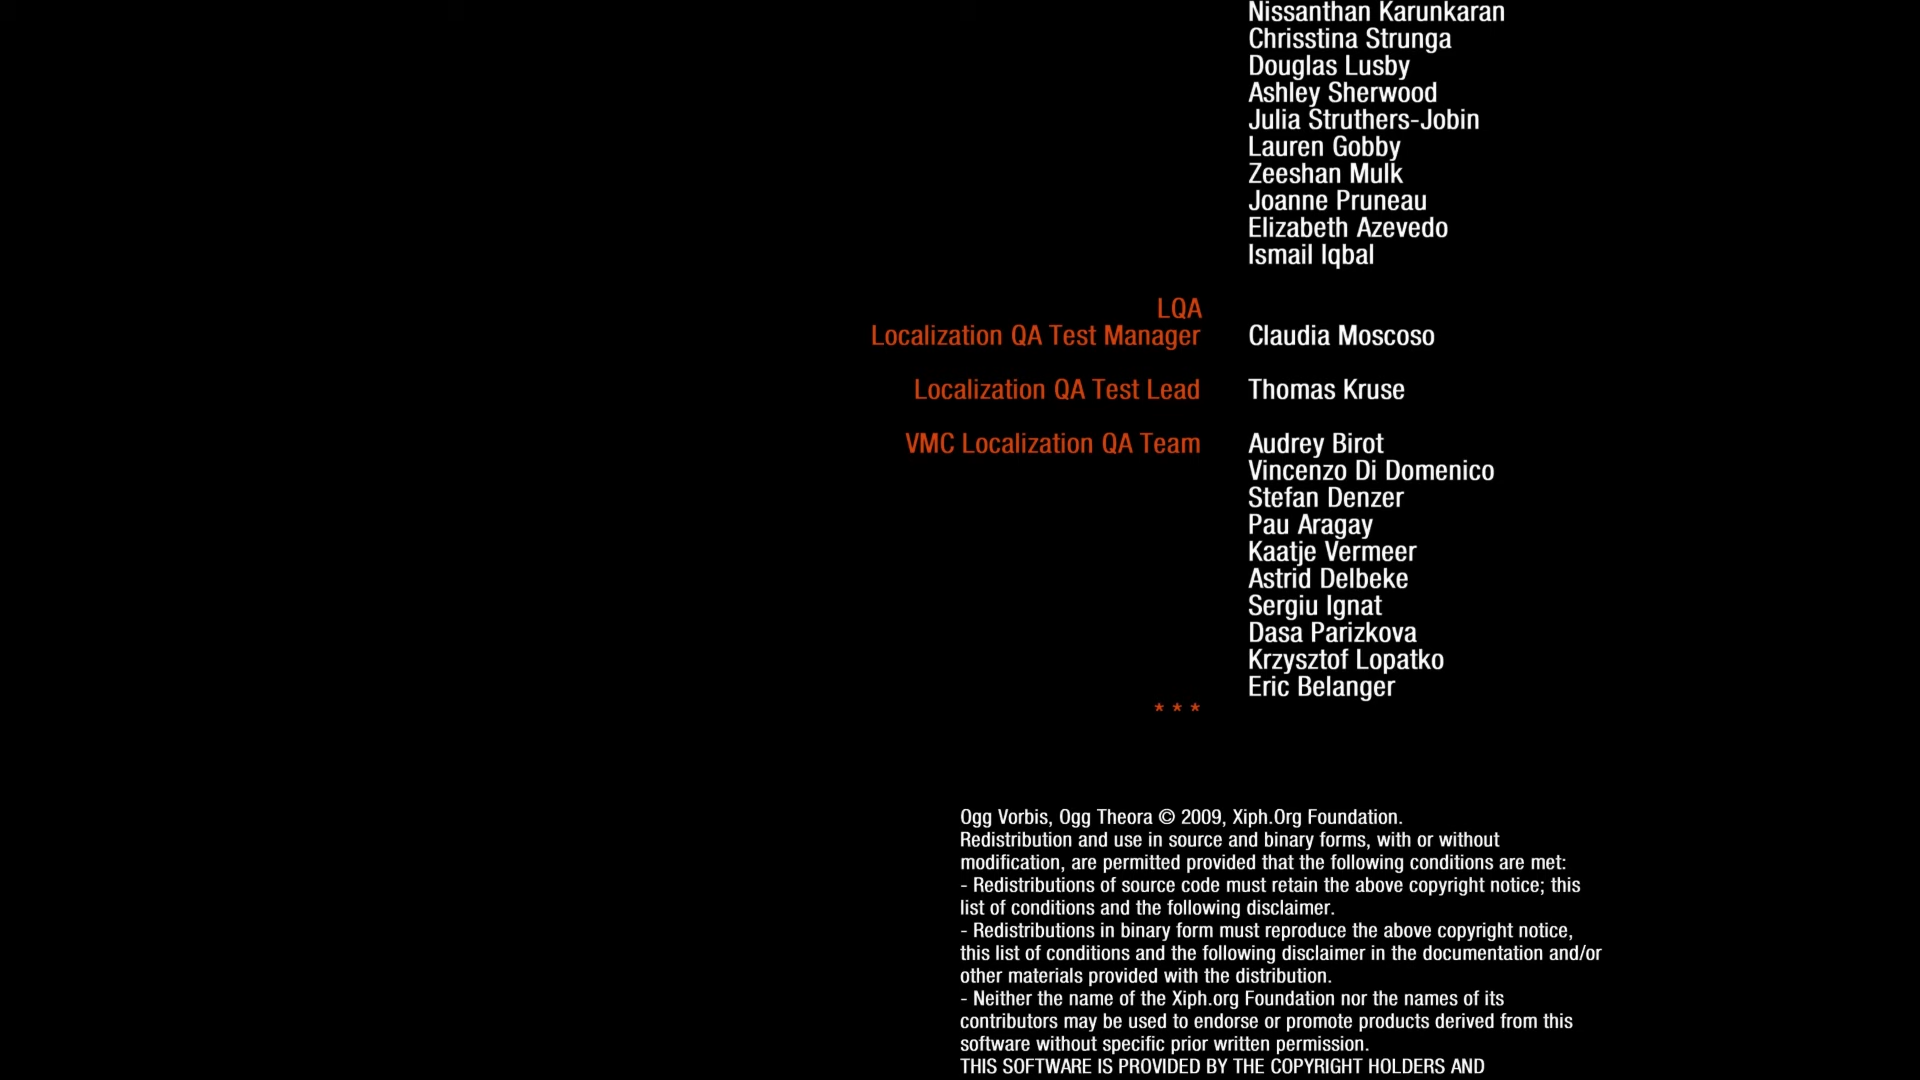 Nissanthan Karunkaran
Chrisstina Strunga
Douglas Lusby
Ashley Sherwood
Julia Struthers-Jobin
Lauren Gobby
Zeeshan Mulk
Joanne Pruneau
Elizabeth Azevedo
Ismail Iqbal
LQA
Localization QA Test Manager Claudia Moscoso
Localization QA Test Lead Thomas Kruse
VMC Localization QA Team Audrey Birot
Vincenzo Di Domenico
Stefan Denzer
Pau Aragay
Kaatje Vermeer
Astrid Delbeke
Sergiu Ignat
Dasa Parizkova
Krzysztof Lopatko
Eric Belanger
* * *
Ogg Vorbis, Ogg Theora © 2009, Xiph.Org Foundation.
Redistribution and use in source and binary forms, with or without
modification, are permitted provided that the following conditions are met:
- Redistributions of source code must retain the above copyright notice; this
list of conditions and the following disclaimer.
- Redistributions in binary form must reproduce the above copyright notice,
this list of conditions and the following disclaimer in the documentation and/or
other materials provided with the distribution.
- Neither the name of the Xiph.org Foundation nor the names of its
contributors may be used to endorse or promote products derived from this
software without specific prior written permission.
THIS SOFTWARE IS PROVIDED BY THE COPYRIGHT HOLDERS AND